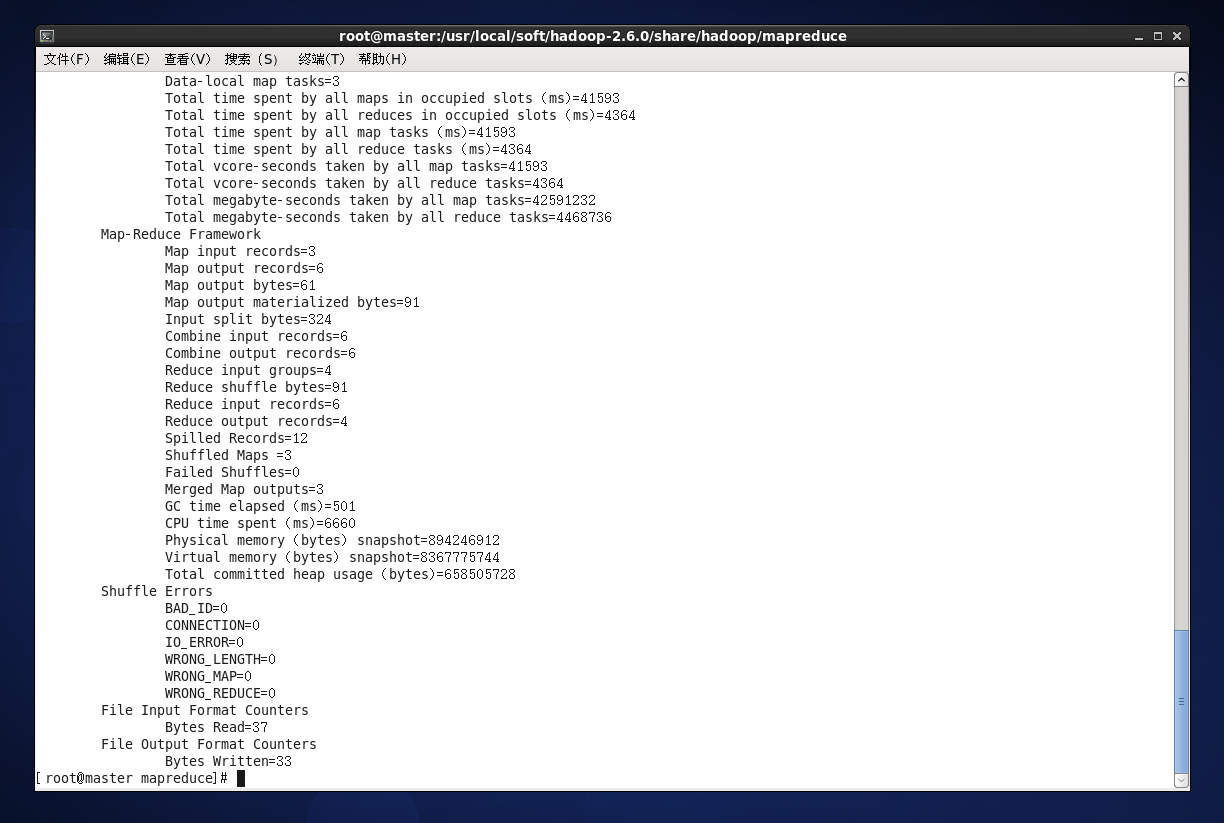 root@master:/usr/local/soft/hadoop-2.6.0/share/hadoop/mapreduce
文件(F) 编辑(E) 查看(V) 搜索 (S) 终端(T) 帮助(H)
Data-local map tasks=3
Total time spent by all maps in occupied slots (ms)=41593
Total time spent by all reduces in occupied slots (ms)=4364
Total time spent by all map tasks (ms)=41593
Total time spent by all reduce tasks (ms)=4364
Total vcore-seconds taken by all map tasks=41593
Total vcore-seconds taken by all reduce tasks=4364
Total megabyte-seconds taken by all map tasks=42591232
Total megabyte-seconds taken by all reduce tasks=4468736
Map-Reduce Framework
Map input records=3
Map output records=6
Map output bytes=61
Map output materialized bytes=91
Input split bytes=324
Combine input records=6
Combine output records=6
Reduce input groups=4
Reduce shuffle bytes=91
Reduce input records=6
Reduce output records=4
Spilled Records=12
Shuffled Maps =3
Failed Shuffles=0
Merged Map outputs=3
GC time elapsed (ms)=501
CPU time spent (ms)=6660
Physical memory (bytes) snapshot=894246912
Virtual memory (bytes) snapshot=8367775744
Total committed heap usage (bytes)=658505728
Shuffle Errors
BAD_ID=0
CONNECTION=0
IO_ERROR=0
WRONG_LENGTH=0
WRONG_MAP=0
WRONG_REDUCE=0
File Input Format Counters
Bytes Read=37
File Output Format Counters
Bytes Written=33
[root@master mapreduce]#